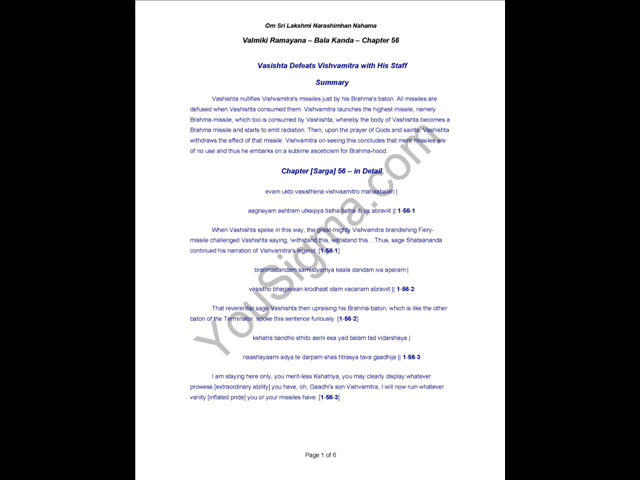 Om Sri Lakshmi Narashimhan Nahama
Valmiki Ramayana – Bala Kanda – Chapter 56
Vasishta Defeats Vishvamitra with His Staff
Summary
Vashishta nullifies Vishvamitra's missiles just by his Brahma's baton. All missiles are
defused when Vashishta consumed them. Vishvamitra launches the highest missile, namely
Brahma-missile, which too is consumed by Vashishta, whereby the body of Vashishta becomes a
Brahma missile and starts to emit radiation. Then, upon the prayer of Gods and saints, Vashishta
withdraws the effect of that missile. Vishvamitra on seeing this concludes that mere missiles are
of no use and thus he embarks on a sublime asceticism for Brahma-hood.
Chapter [Sarga] 56 – in Detail
evam ukto vasisthena vishvaamitro mahaabalah |
aagneyam ashtram utksipya tistha tistha iti ca abraviit || 1-56-1
When Vashishta spoke in this way, the great-mighty Vishvamitra brandishing Fiery-
missile challenged Vashishta saying, 'withstand this, withstand this... Thus, sage Shataananda
continued his narration of Vishvamitra's legend. [1-56-1]
brahmadandam samudyamya kaala dandam iva aparam |
vasistho bhagavaan krodhaat idam vacanam abraviit || 1-56-2
That reverential sage Vashishta then upraising his Brahma-baton, which is like the other
baton of the Terminator, spoke this sentence furiously. [1-56-2]
kshatra bandho sthito asmi esa yad balam tad vidarshaya |
naashayaami adya te darpam shas htrasya tava gaadhija || 1-56-3
I am staying here only, you merit-less Kshatriya, you may clearly display whatever
prowess [extraordinary ability] you have, oh, Gaadhi's son Vishvamitra, I will now ruin whatever
vanity [inflated pride] you or your missiles have. [1-56-3]
Page 1 of 6
YouSigma.com